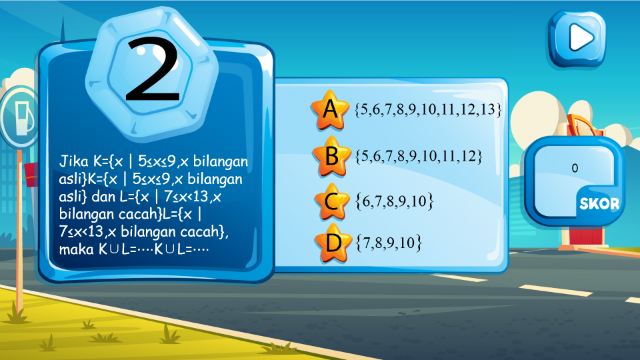 2
Jika K={x | 5≤x≤9,x bilangan
asli}K={x | 5≤x≤9,x bilangan
asli} dan L={x | 7≤x<13,x
bilangan cacah}L={x |
7≤x<13,x bilangan cacah},
maka K∪L=⋯.K∪L=⋯.
A {5,6,7,8,9,10,11,12,13}
B {5,6,7,8,9,10,11,12}
C {6,7,8,9,10}
D {7,8,9,10}
0
SKOR